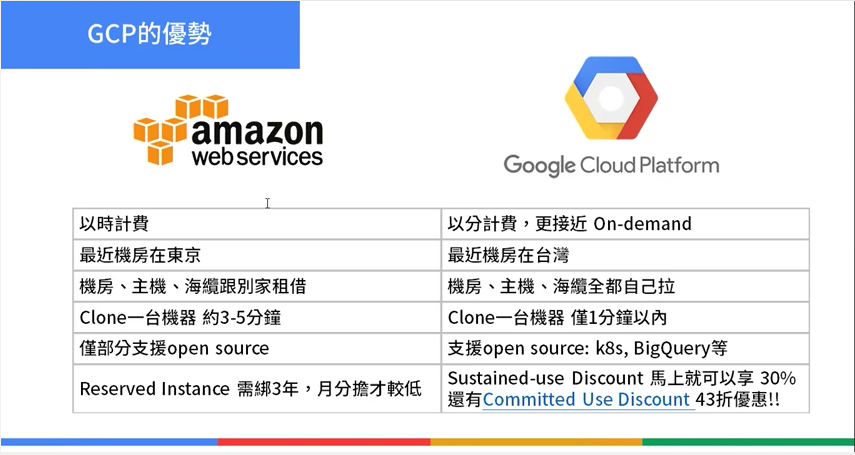 GCP的優勢
amazon
web services
Google Cloud Platform
以時計費
以分計費，更接近 On-demand
最近機房在東京
最近機房在台灣
機房、主機、海纜跟別家租借
機房、主機、海纜全都自己拉
Clone一台機器 約3-5分鐘
Clone一台機器 僅1分鐘以內
僅部分支援open source
支援open source: k8s, BigQuery等
Reserved Instance 需綁3年，月分擔才較低
Sustained-use Discount 馬上就可以享 30%
還有Committed Use Discount 43折優惠!!